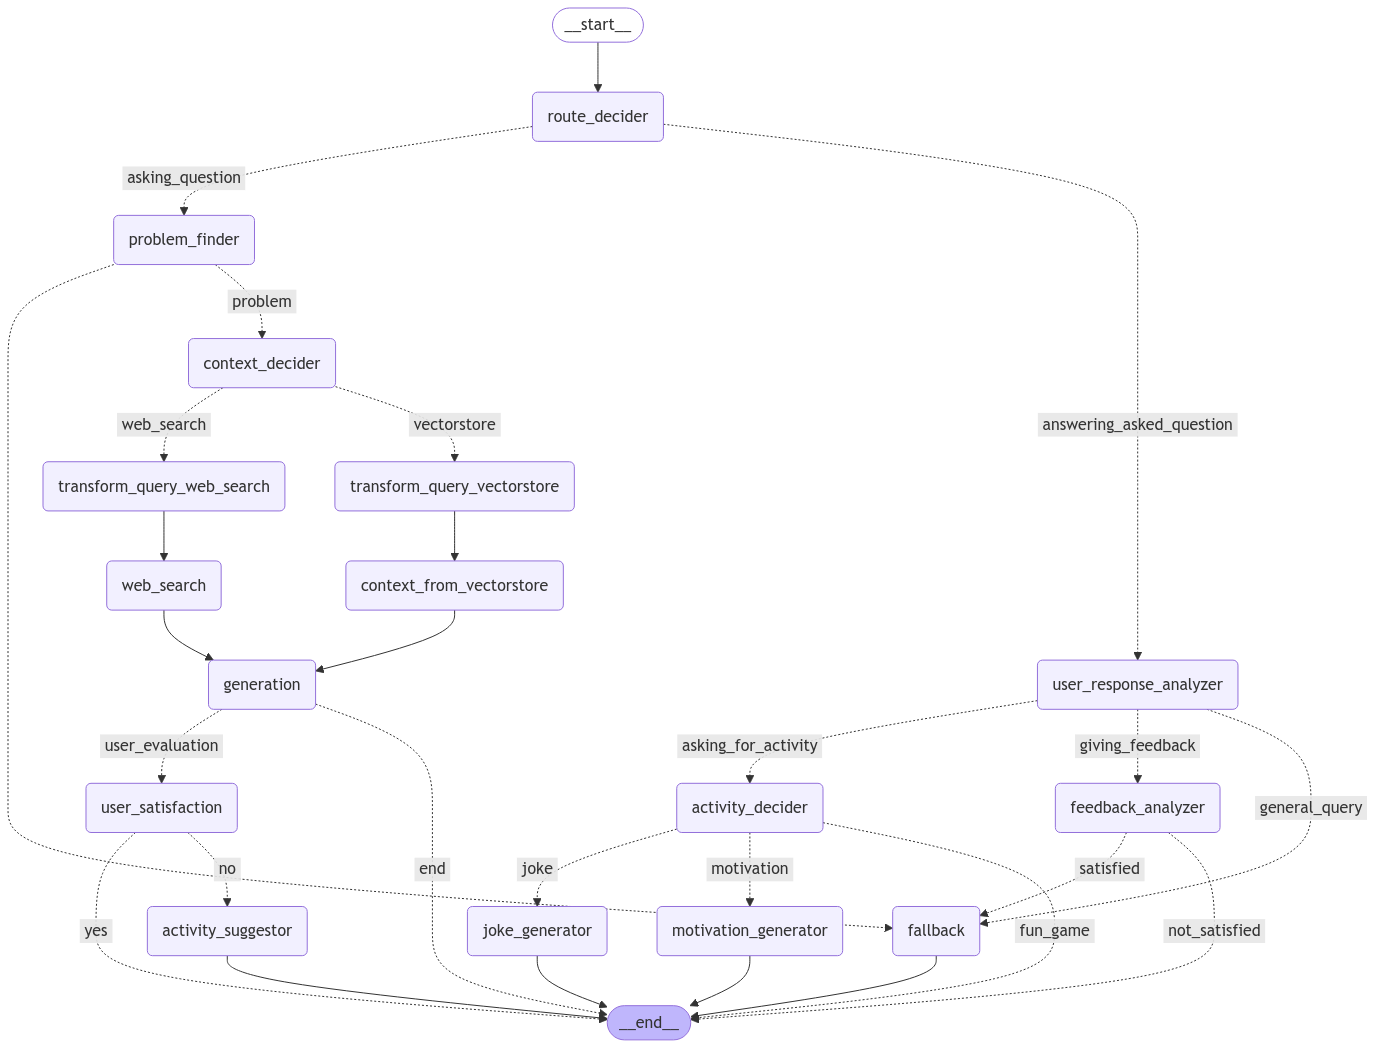 __start__
route_decider
asking_question
problem_finder
problem
context_decider
web_search
vectorstore
answering_asked_question
transform_query_web_search
transform_query_vectorstore
web_search
context_from_vectorstore
generation
user_response_analyzer
user_evaluation
asking_for_activity
giving_feedback
user_satisfaction
activity_decider
feedback_analyzer
general_query
no
end
joke
motivation
satisfied
yes
activity_suggestor
joke_generator
motivation_generator
fallback
fun_game
not_satisfied
__end__